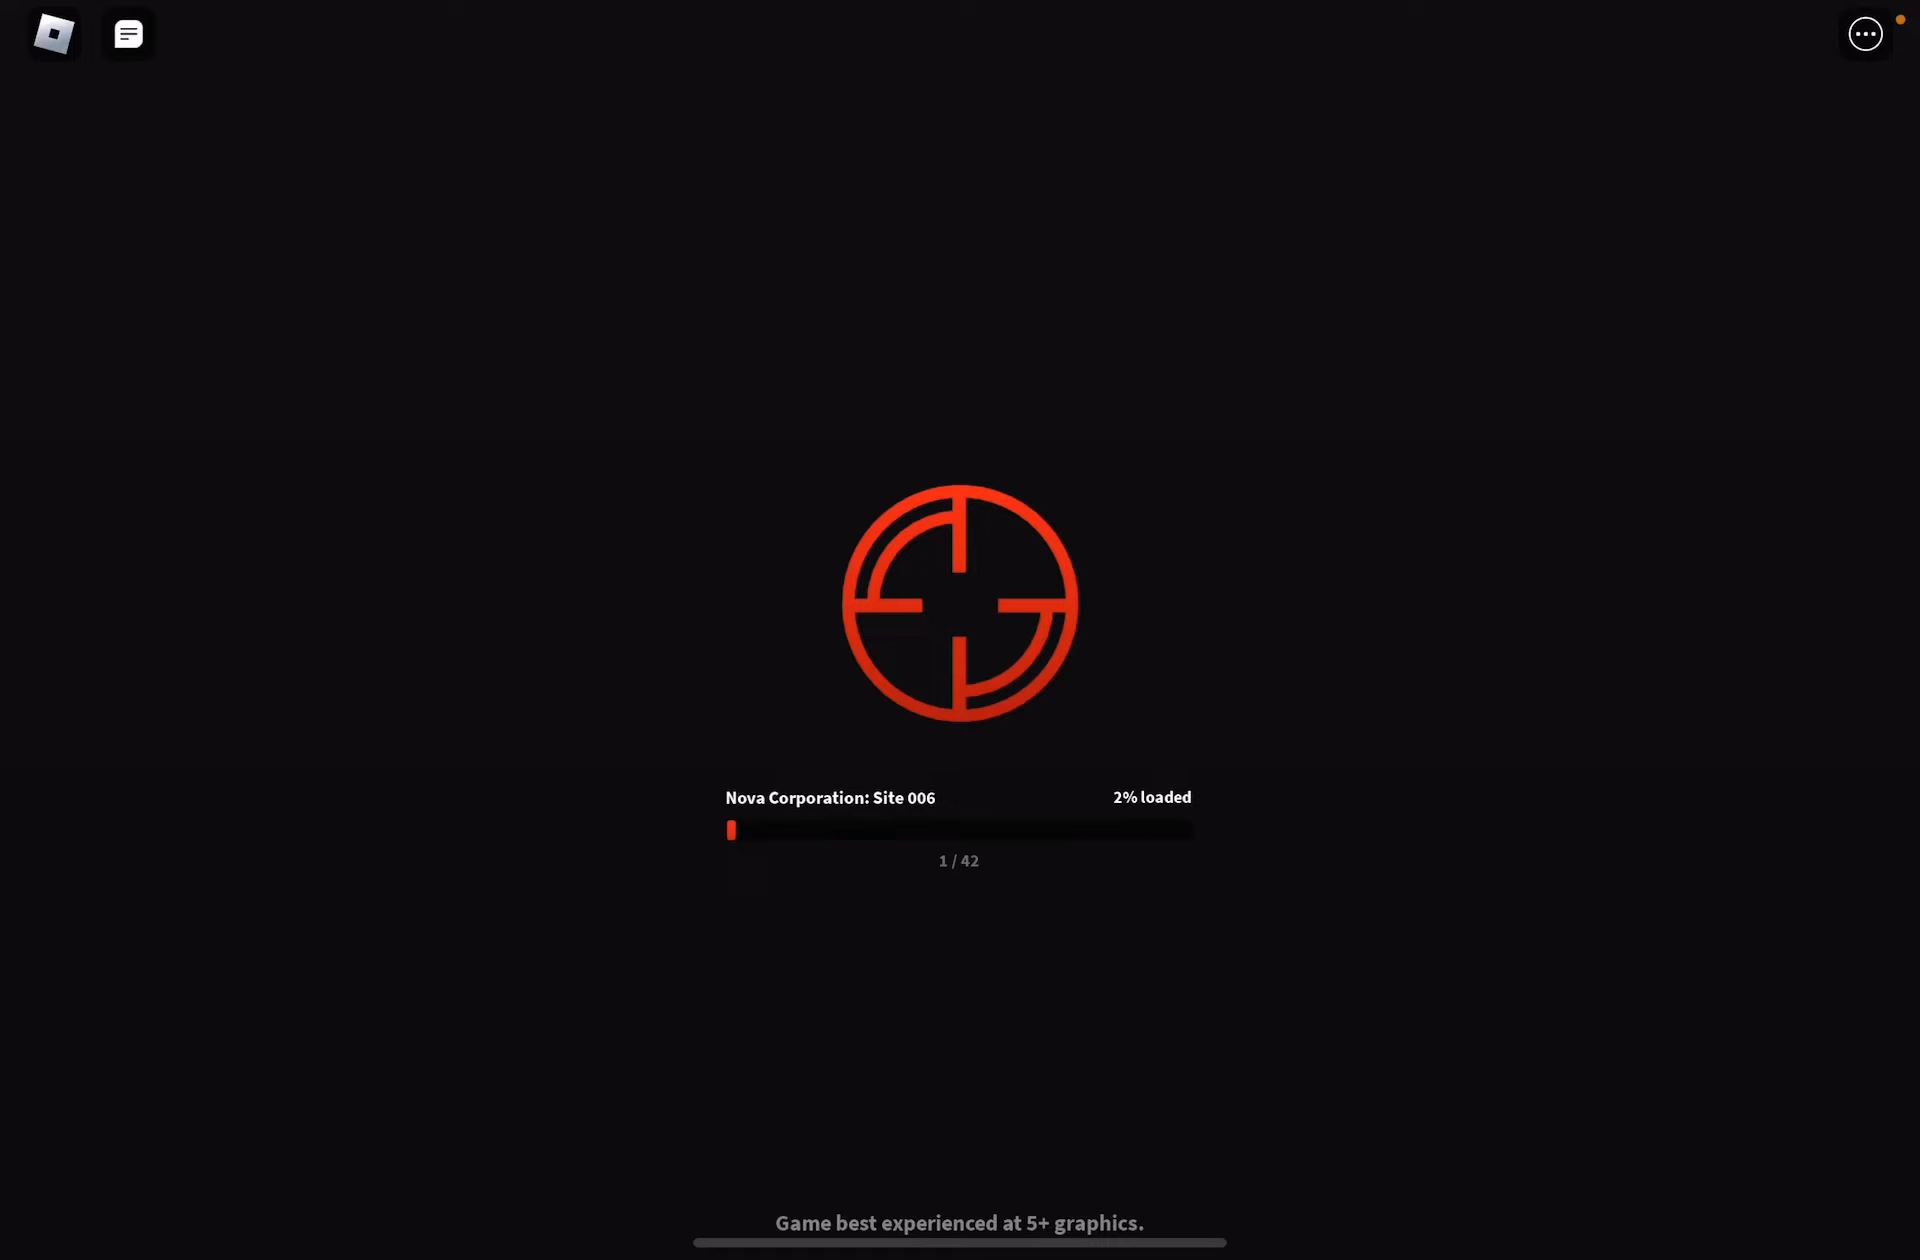 Nova Corporation: Site 006
2% loaded
1 / 42
Game best experienced at 5+ graphics.